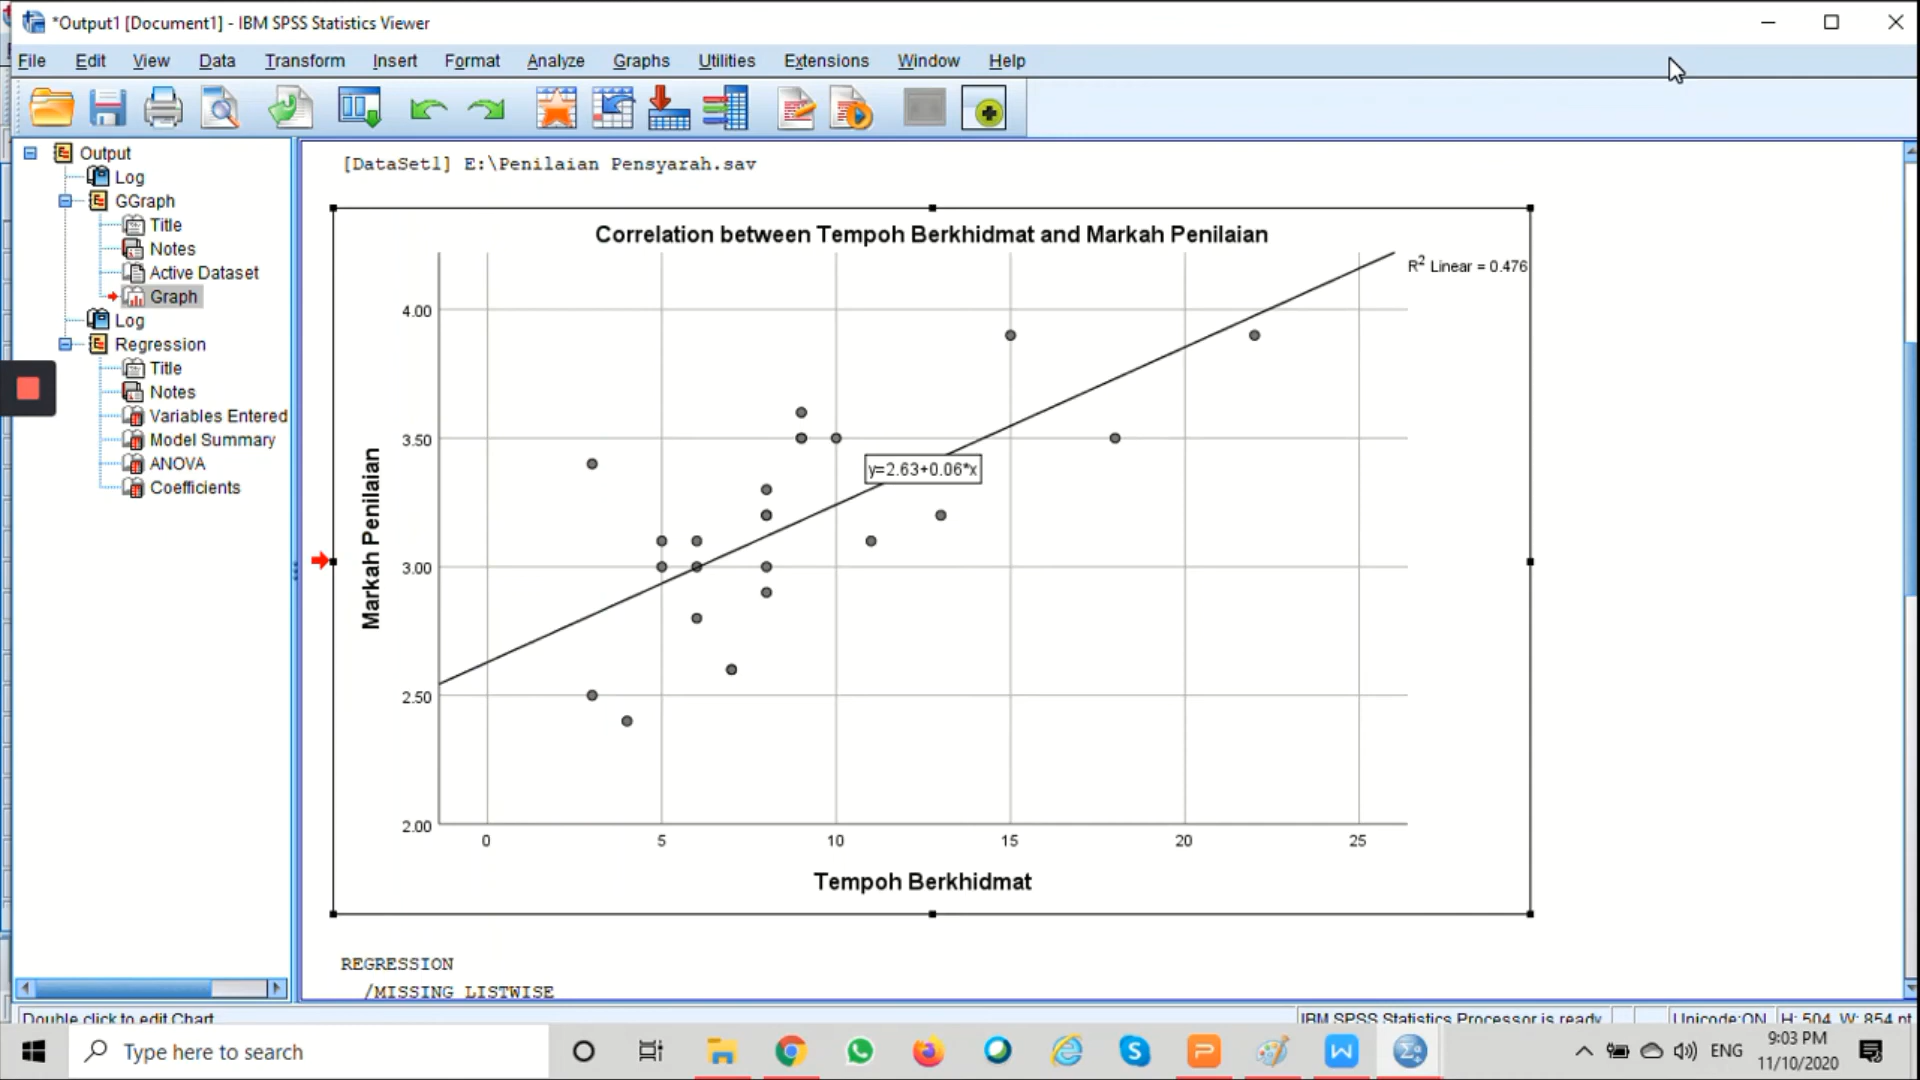 *Output1 [Document1] - IBM SPSS Statistics Viewer
File Edit View Data Transform Insert Format Analyze Graphs Utilities Extensions Window Help
Output
Log
GGraph
Title
Notes
Active Dataset
Graph
Log
Regression
Title
Notes
Variables Entered
Model Summary
ANOVA
Coefficients
[DataSet1] E:\Penilaian Pensyarah.sav
Correlation between Tempoh Berkhidmat and Markah Penilaian
R² Linear = 0.476
4.00
3.50
3.00
2.50
2.00
Markah Penilaian
y=2.63+0.06*x
0 5 10 15 20 25
Tempoh Berkhidmat
REGRESSION
/MISSING LISTWISE
Double click to edit Chart
IBM SPSS Statistics Processor is ready
Unicode:ON
H: 504, W: 854 pt
Type here to search
ENG
9:03 PM
11/10/2020